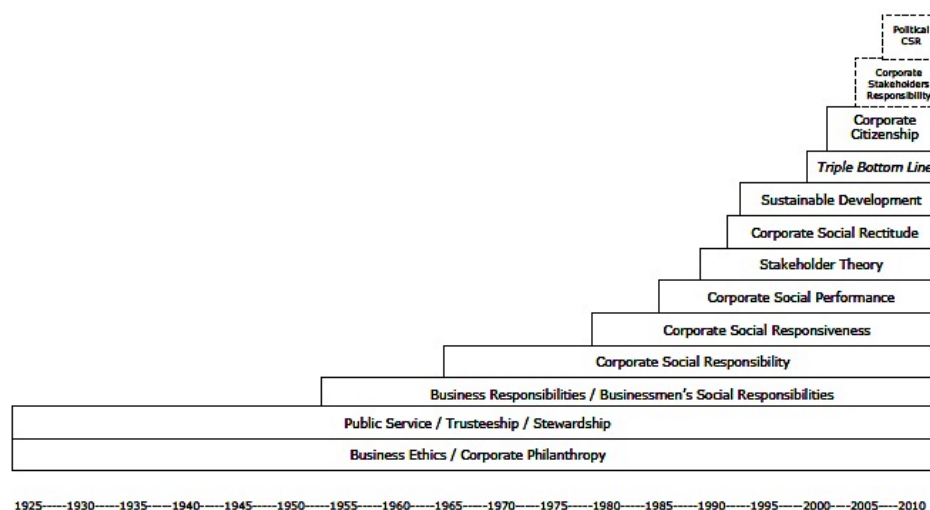 Political
CSR
Corporate
Stakeholders
Responsibility
Corporate
Citizenship
Triple Bottom Line
Sustainable Development
Corporate Social Rectitude
Stakeholder Theory
Corporate Social Performance
Corporate Social Responsiveness
Corporate Social Responsibility
Business Responsibilities / Businessmen's Social Responsibilities
Public Service / Trusteeship / Stewardship
Business Ethics / Corporate Philanthropy
1925-----1930-----1935-----1940-----1945-----1950-----1955-----1960-----1965-----1970-----1975-----1980-----1985-----1990-----1995-----2000-----2005----2010